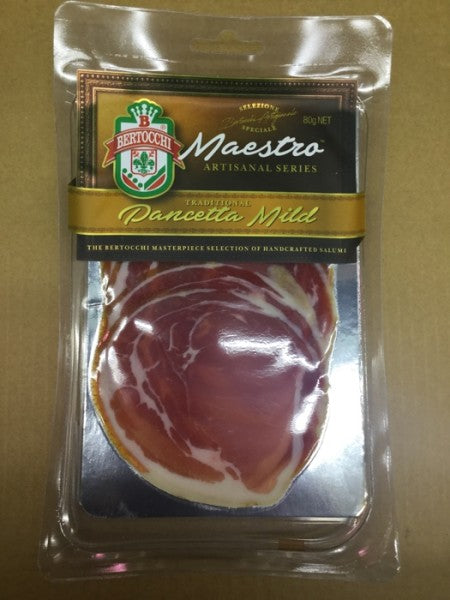 B
BERTOCCHI
SELEZIONE
SPECIALE
80g NET
Maestro
ARTISANAL SERIES
TRADITIONAL
Pancetta Mild
THE BERTOCCHI MASTERPIECE SELECTION OF HANDCRAFTED SALUMI